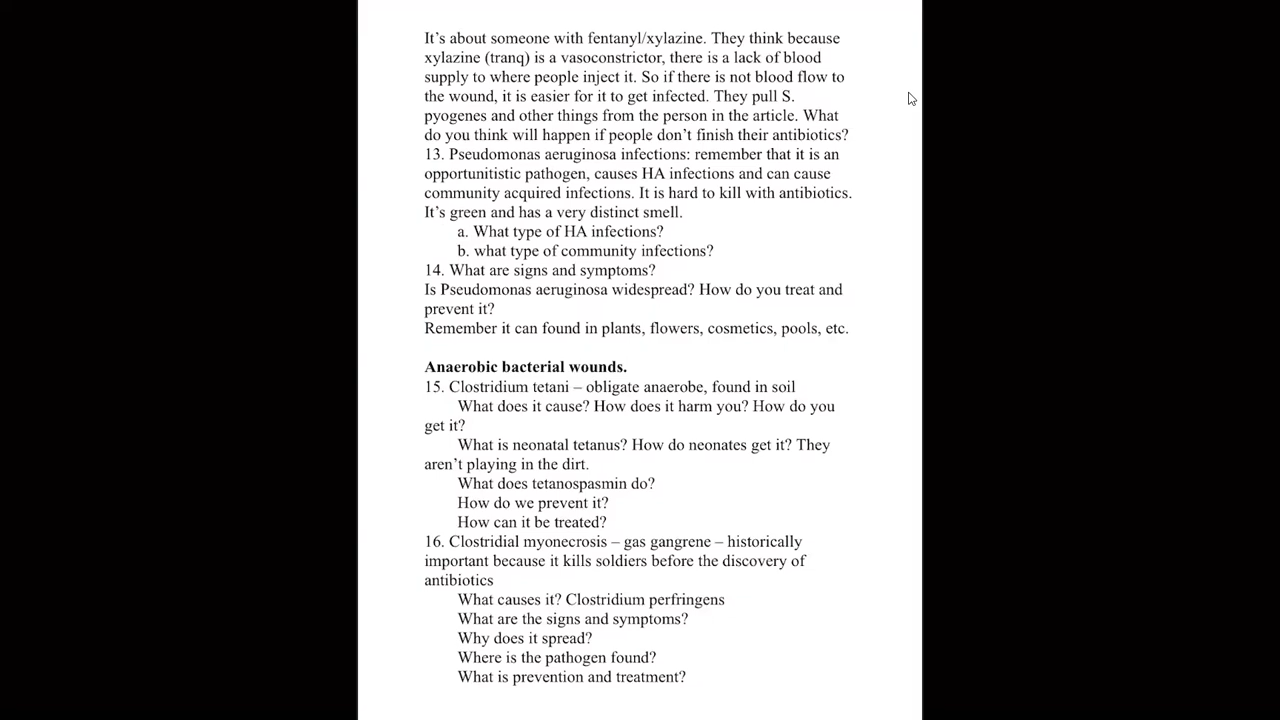 It's about someone with fentanyl/xylazine. They think because
xylazine (tranq) is a vasoconstrictor, there is a lack of blood
supply to where people inject it. So if there is not blood flow to
the wound, it is easier for it to get infected. They pull S.
pyogenes and other things from the person in the article. What
do you think will happen if people don't finish their antibiotics?
13. Pseudomonas aeruginosa infections: remember that it is an
opportunitistic pathogen, causes HA infections and can cause
community acquired infections. It is hard to kill with antibiotics.
It's green and has a very distinct smell.
a. What type of HA infections?
b. what type of community infections?
14. What are signs and symptoms?
Is Pseudomonas aeruginosa widespread? How do you treat and
prevent it?
Remember it can found in plants, flowers, cosmetics, pools, etc.
Anaerobic bacterial wounds.
15. Clostridium tetani – obligate anaerobe, found in soil
What does it cause? How does it harm you? How do you
get it?
What is neonatal tetanus? How do neonates get it? They
aren't playing in the dirt.
What does tetanospasmin do?
How do we prevent it?
How can it be treated?
16. Clostridial myonecrosis – gas gangrene – historically
important because it kills soldiers before the discovery of
antibiotics
What causes it? Clostridium perfringens
What are the signs and symptoms?
Why does it spread?
Where is the pathogen found?
What is prevention and treatment?